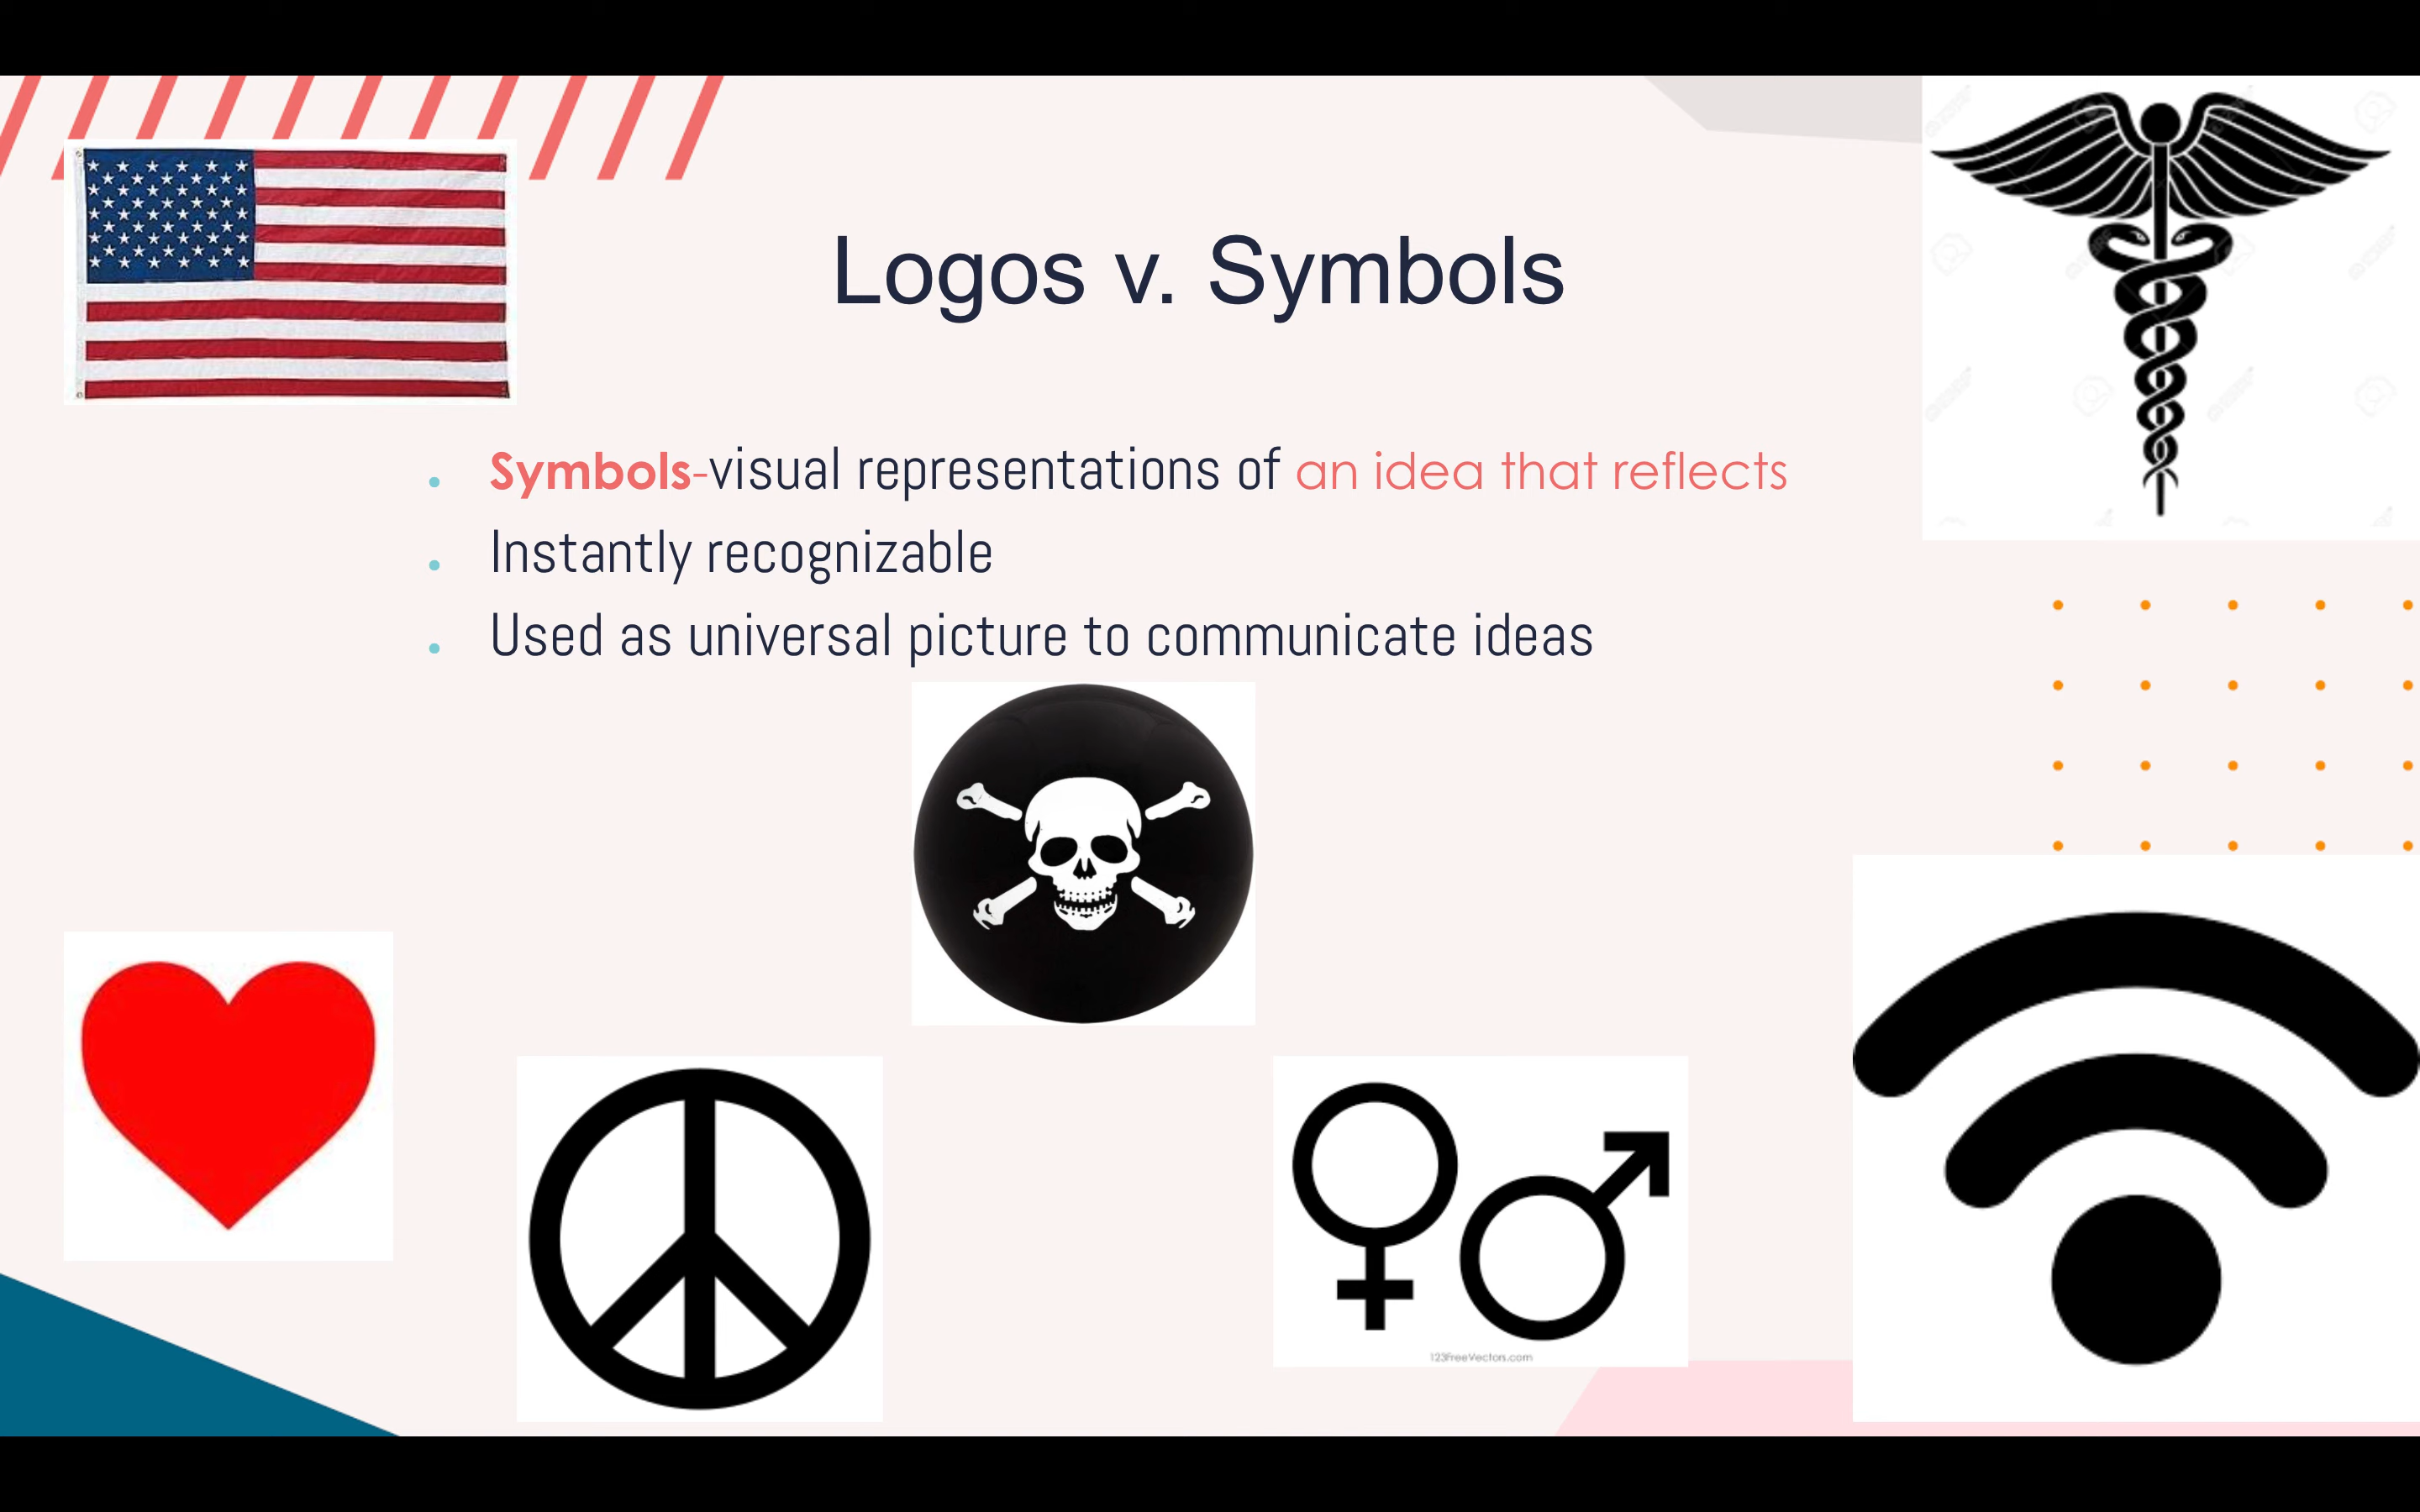 Logos v. Symbols
Symbols-visual representations of an idea that reflects
Instantly recognizable
Used as universal picture to communicate ideas
123FreeVectors.com